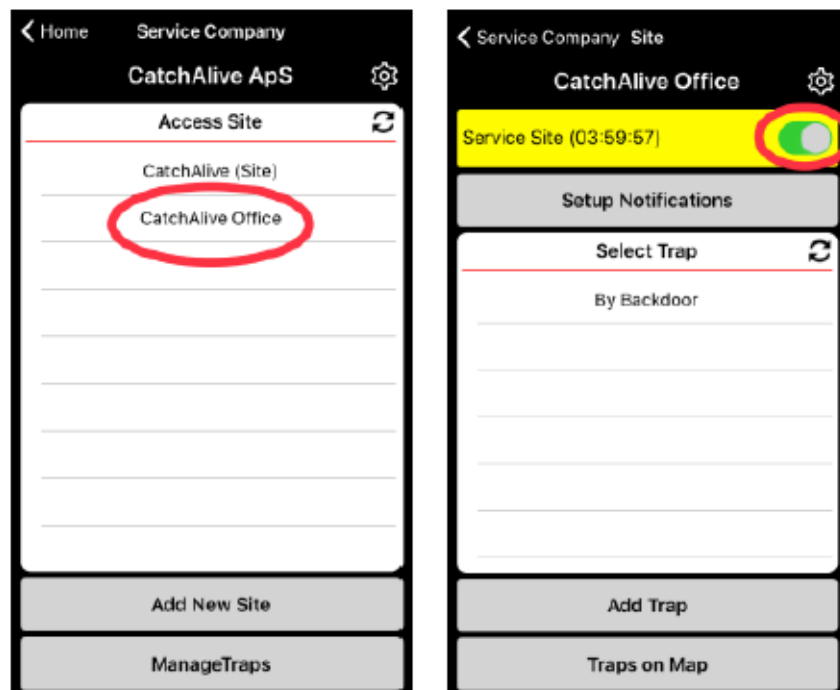 Home Service Company
CatchAlive ApS
Access Site
CatchAlive (Site)
CatchAlive Office
Add New Site
ManageTraps
Service Company Site
CatchAlive Office
Service Site (03:59:57)
Setup Notifications
Select Trap
By Backdoor
Add Trap
Traps on Map